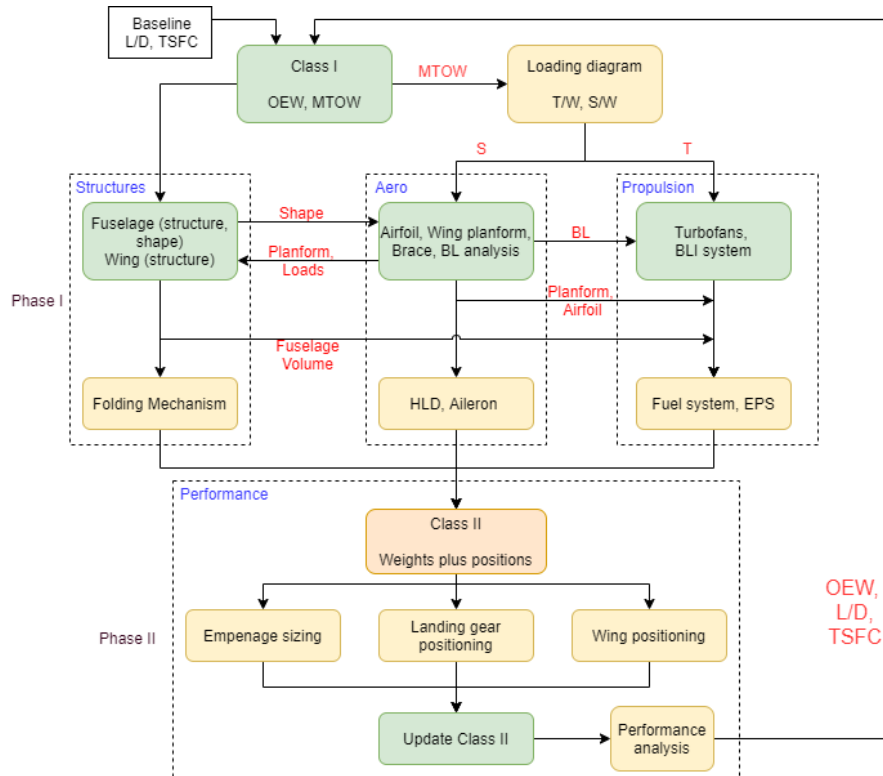 Baseline
L/D, TSFC
Class I
OEW, MTOW
MTOW
Loading diagram
T/W, S/W
S
T
Structures
Aero
Propulsion
Fuselage (structure,
shape)
Wing (structure)
Shape
Planform,
Loads
Airfoil, Wing planform,
Brace, BL analysis
BL
Turbofans,
BLI system
Phase I
Planform,
Airfoil
Fuselage
Volume
Folding Mechanism
HLD, Aileron
Fuel system, EPS
Performance
Class II
Weights plus positions
Phase II
Empenage sizing
Landing gear
positioning
Wing positioning
OEW,
L/D,
TSFC
Update Class II
Performance
analysis